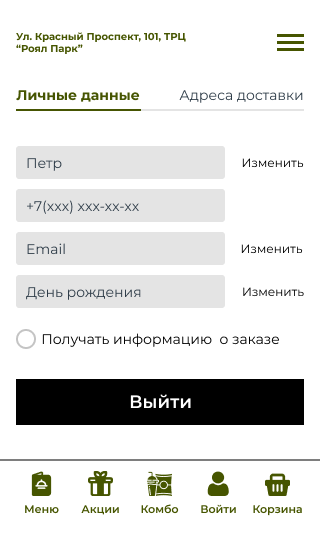 Ул. Красный Проспект, 101, ТРЦ
“Роял Парк”
Личные данные
Адреса доставки
Петр
Изменить
+7(xxx) xxx-xx-xx
Email
Изменить
День рождения
Изменить
Получать информацию о заказе
Выйти
Меню
Акции
Комбо
Войти
Корзина